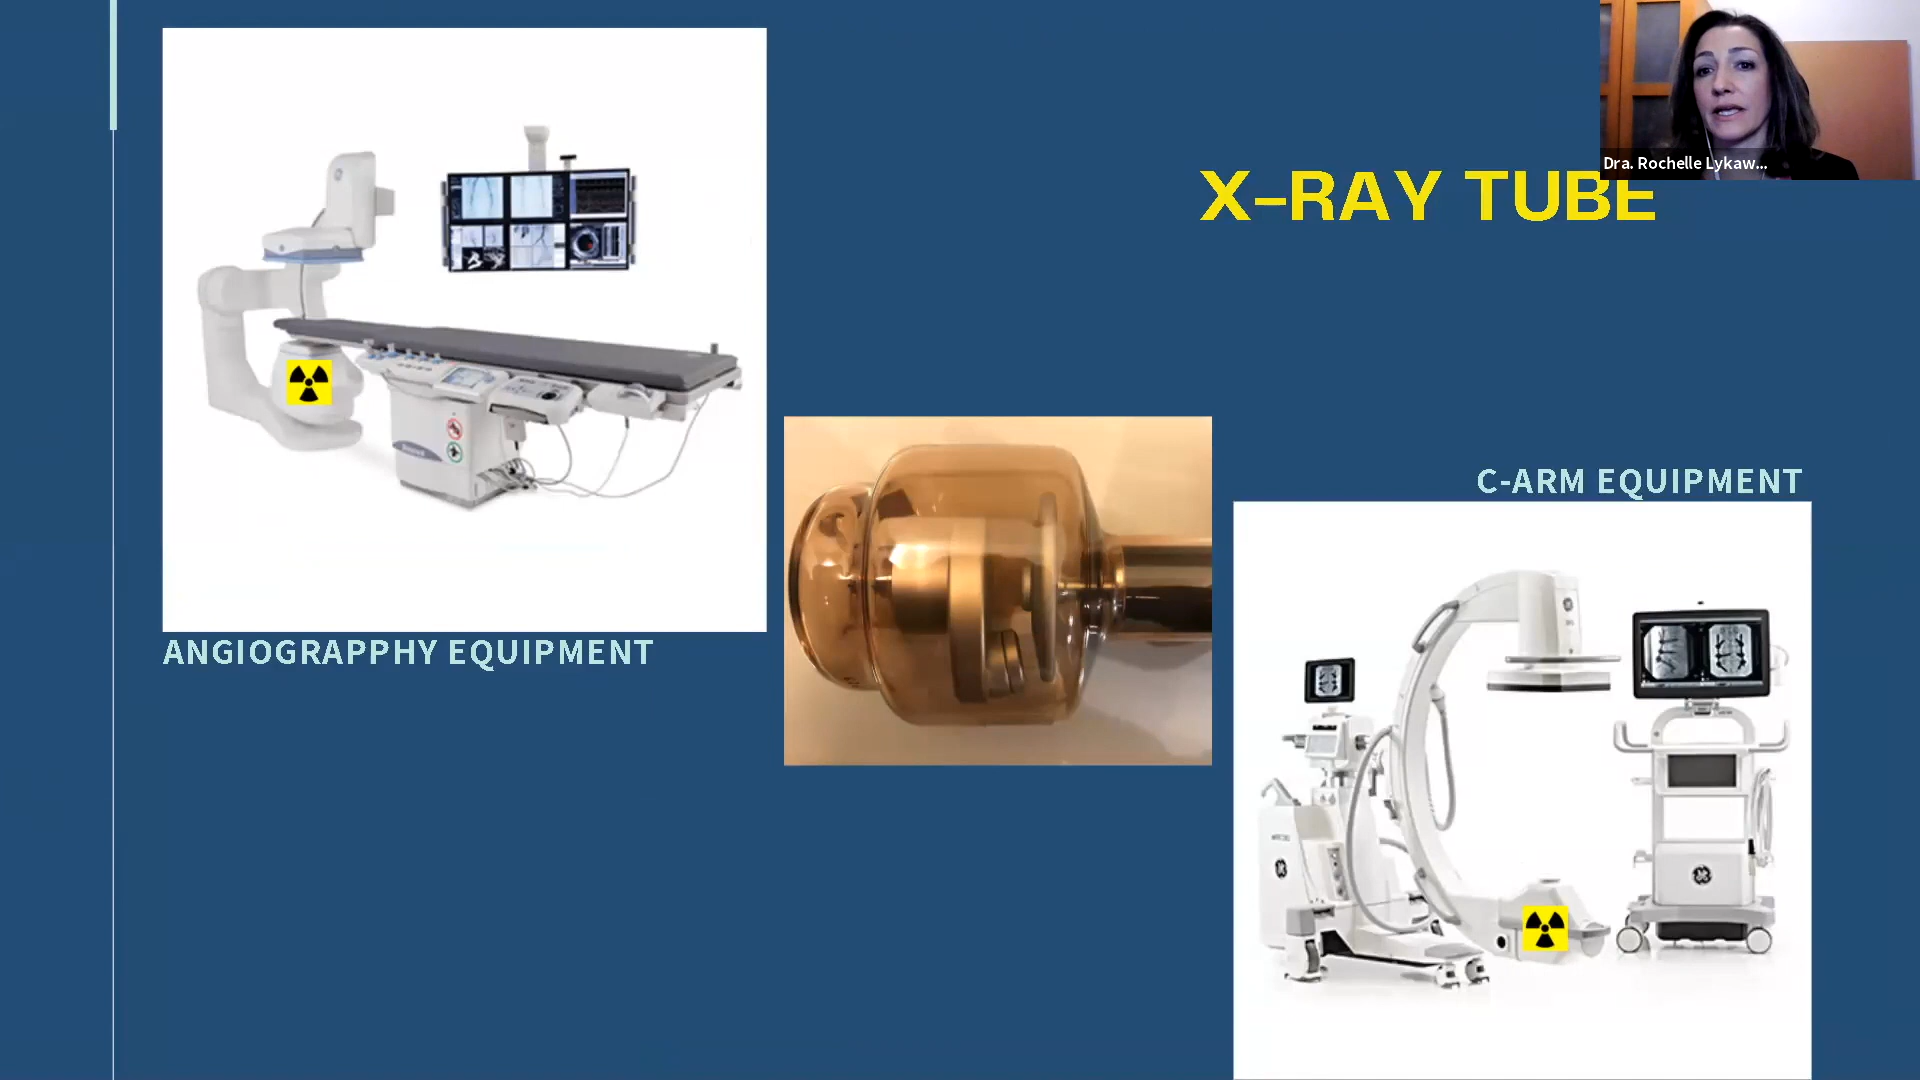 Dra. Rochelle Lykaw...
X-RAY TUBE
C-ARM EQUIPMENT
ANGIOGRAPPHY EQUIPMENT